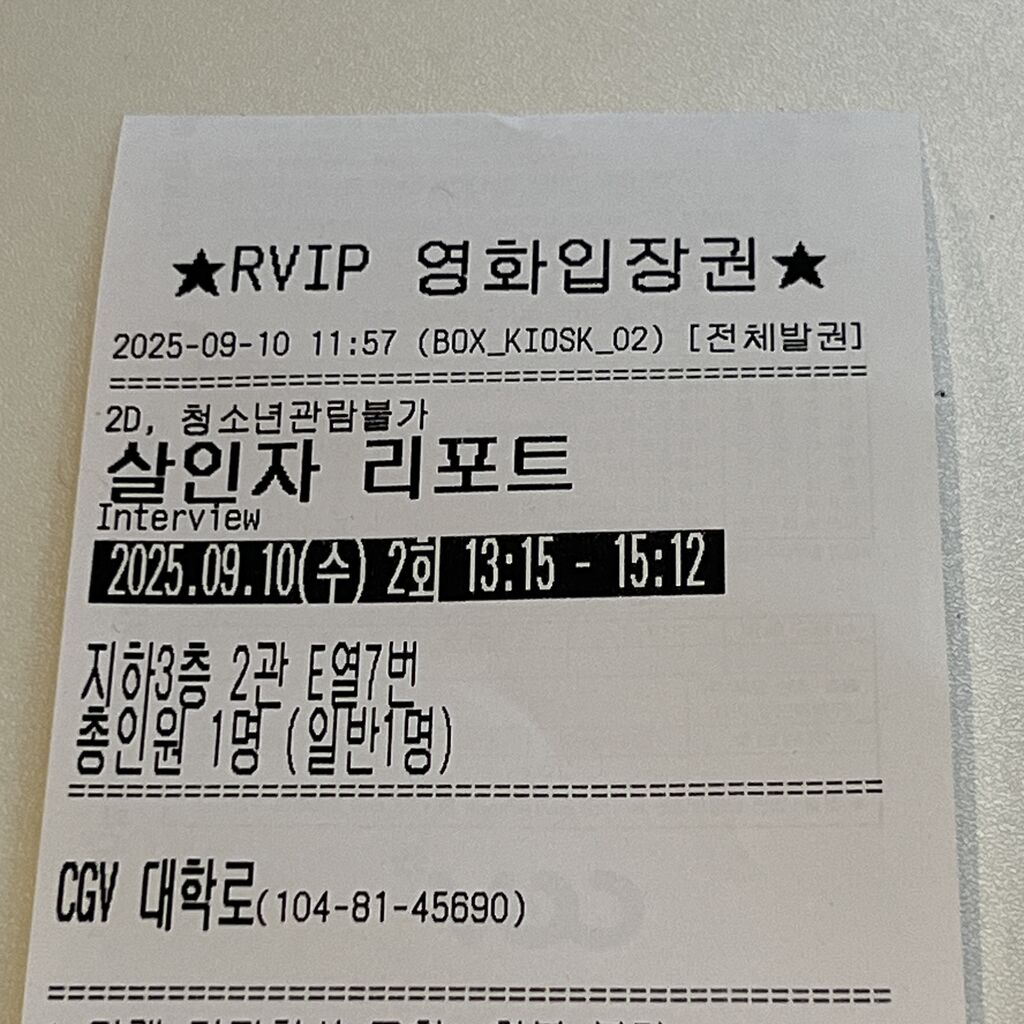 ★RVIP 영화입장권★
2025-09-10 11:57 (BOX_KIOSK_02) [전체발권]
==========================================
2D, 청소년관람불가
살인자 리포트
Interview
2025.09.10(수) 2회 13:15 - 15:12
지하3층 2관 E열7번
총인원 1명 (일반1명)
==========================================
CGV 대학로(104-81-45690)
==========================================